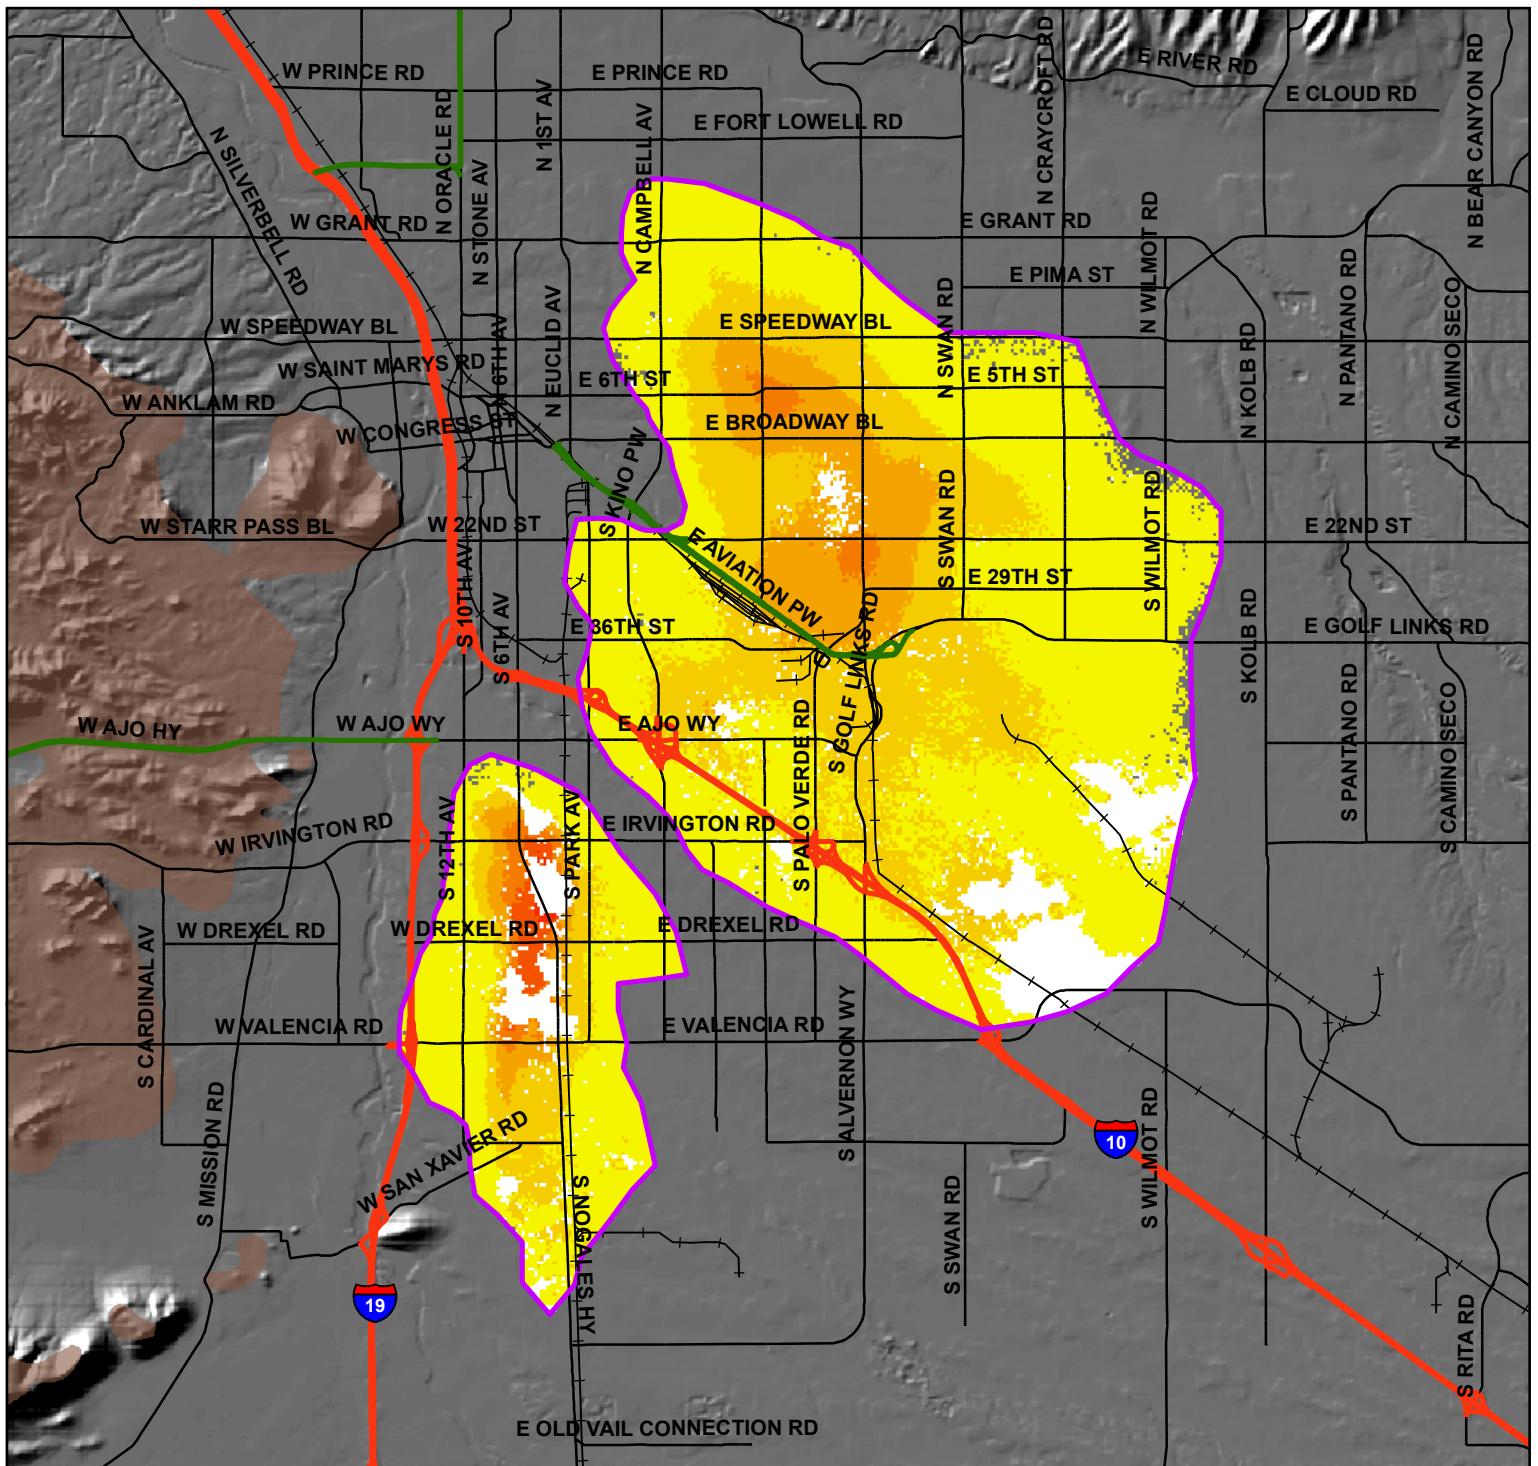 W PRINCE RD
E PRINCE RD
E RIVER RD
E CLOUD RD
E FORT LOWELL RD
N SILVERBELL RD
N ORACLE RD
N STONE AV
N 1ST AV
N CAMPBELL AV
N CRAYCROFT RD
N BEAR CANYON RD
W GRANT RD
E GRANT RD
E PIMA ST
N WILMOT RD
N PANTANO RD
N CAMINO SECO
W SPEEDWAY BL
E SPEEDWAY BL
N 6TH AV
N EUCLID AV
N SWAN RD
N KOLB RD
W SAINT MARYS RD
E 6TH ST
E 5TH ST
W ANKLAM RD
W CONGRESS ST
E BROADWAY BL
S KINO PW
W STARR PASS BL
W 22ND ST
E 22ND ST
E AVIATION PW
S SWAN RD
S WILMOT RD
E 29TH ST
S 10TH AV
S 6TH AV
E 36TH ST
E GOLF LINKS RD
S KOLB RD
S GOLF LINKS RD
W AJO HY
W AJO WY
E AJO WY
S PALO VERDE RD
S PANTANO RD
S CAMINO SECO
W IRVINGTON RD
E IRVINGTON RD
S 12TH AV
S PARK AV
W DREXEL RD
W DREXEL RD
E DREXEL RD
S CARDINAL AV
W VALENCIA RD
E VALENCIA RD
S ALVERNON WY
S MISSION RD
W SAN XAVIER RD
10
S WILMOT RD
S SWAN RD
S NOGALES HY
19
S RITA RD
E OLD VAIL CONNECTION RD